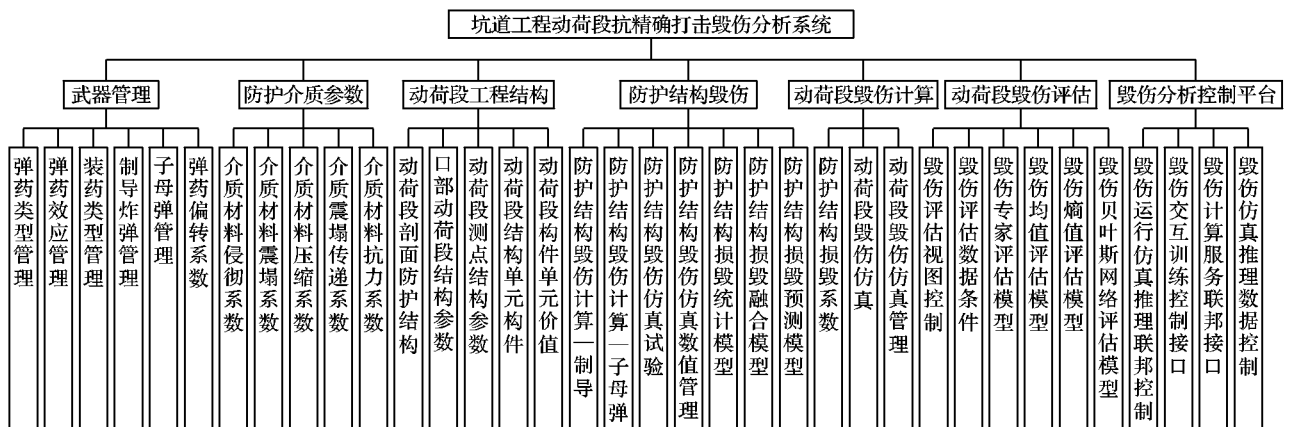 坑道工程动荷段抗精确打击毁伤分析系统
武器管理
防护介质参数
动荷段工程结构
防护结构毁伤
动荷段毁伤计算
动荷段毁伤评估
毁伤分析控制平台
弹药类型管理
弹药效应管理
装药类型管理
制导炸弹管理
子母弹管理
弹药偏转系数
介质材料侵彻系数
介质材料震塌系数
介质材料压缩系数
介质震塌传递系数
介质材料抗力系数
动荷段剖面防护结构
口部动荷段结构参数
动荷段测点结构参数
动荷段结构单元构件
动荷段构件单元价值
防护结构毁伤计算—制导
防护结构毁伤计算—子母弹
防护结构毁伤仿真试验
防护结构毁伤仿真数值管理
防护结构损毁统计模型
防护结构损毁融合模型
防护结构损毁预测模型
防护结构损毁系数
动荷段毁伤仿真
动荷段毁伤仿真管理
毁伤评估视图控制
毁伤评估数据条件
毁伤专家评估模型
毁伤均值评估模型
毁伤熵值评估模型
毁伤贝叶斯网络评估模型
毁伤运行仿真推理联邦控制
毁伤交互训练控制接口
毁伤计算服务联邦接口
毁伤仿真推理数据控制